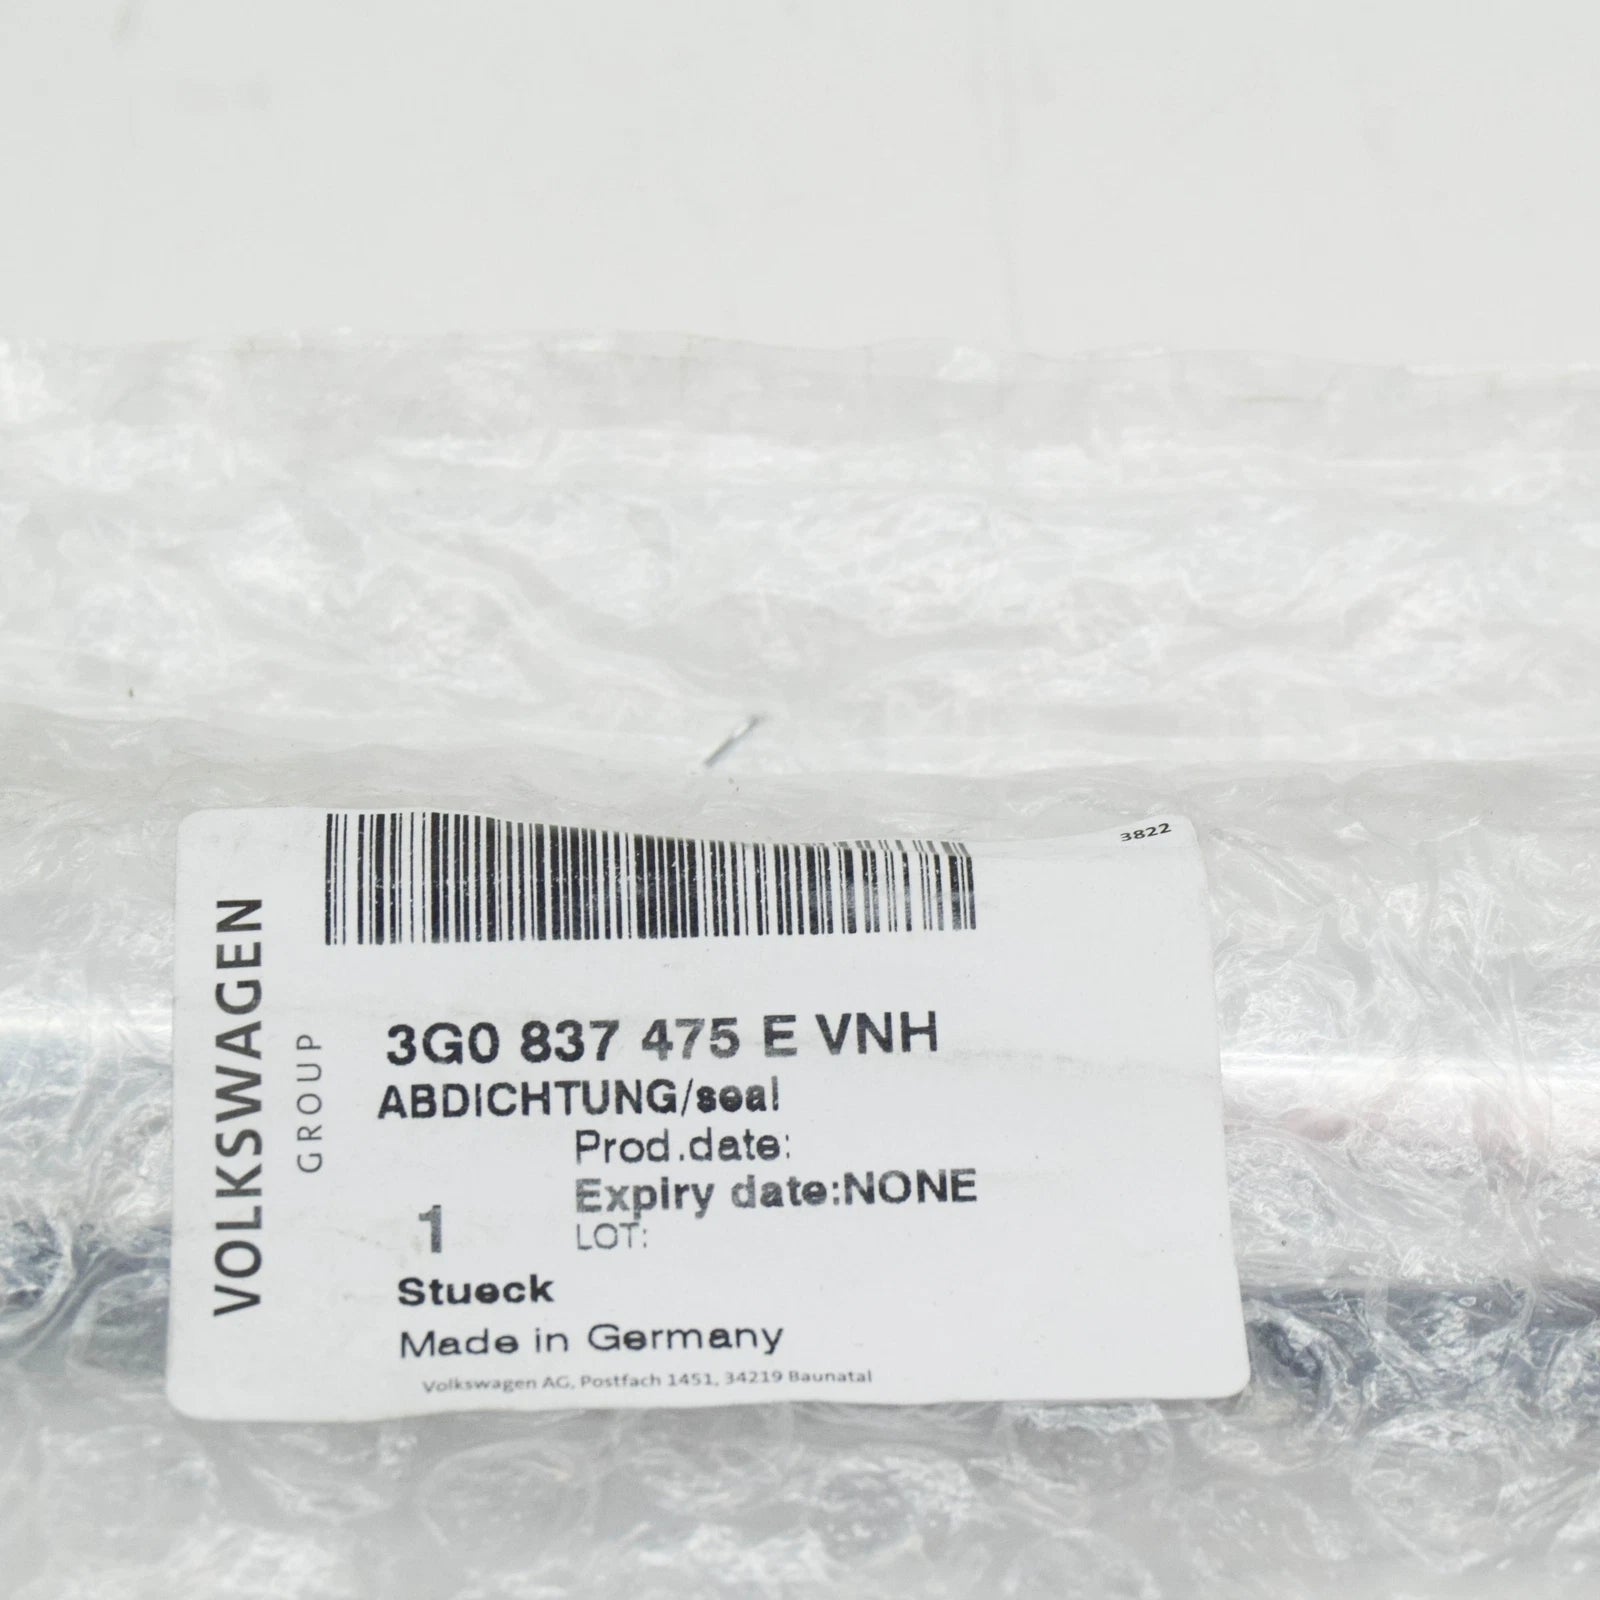 3822
VOLKSWAGEN
GROUP
3G0 837 475 E VNH
ABDICHTUNG/seal
Prod.date:
Expiry date:NONE
1
LOT:
Stueck
Made in Germany
Volkswagen AG, Postfach 1451, 34219 Baunatal